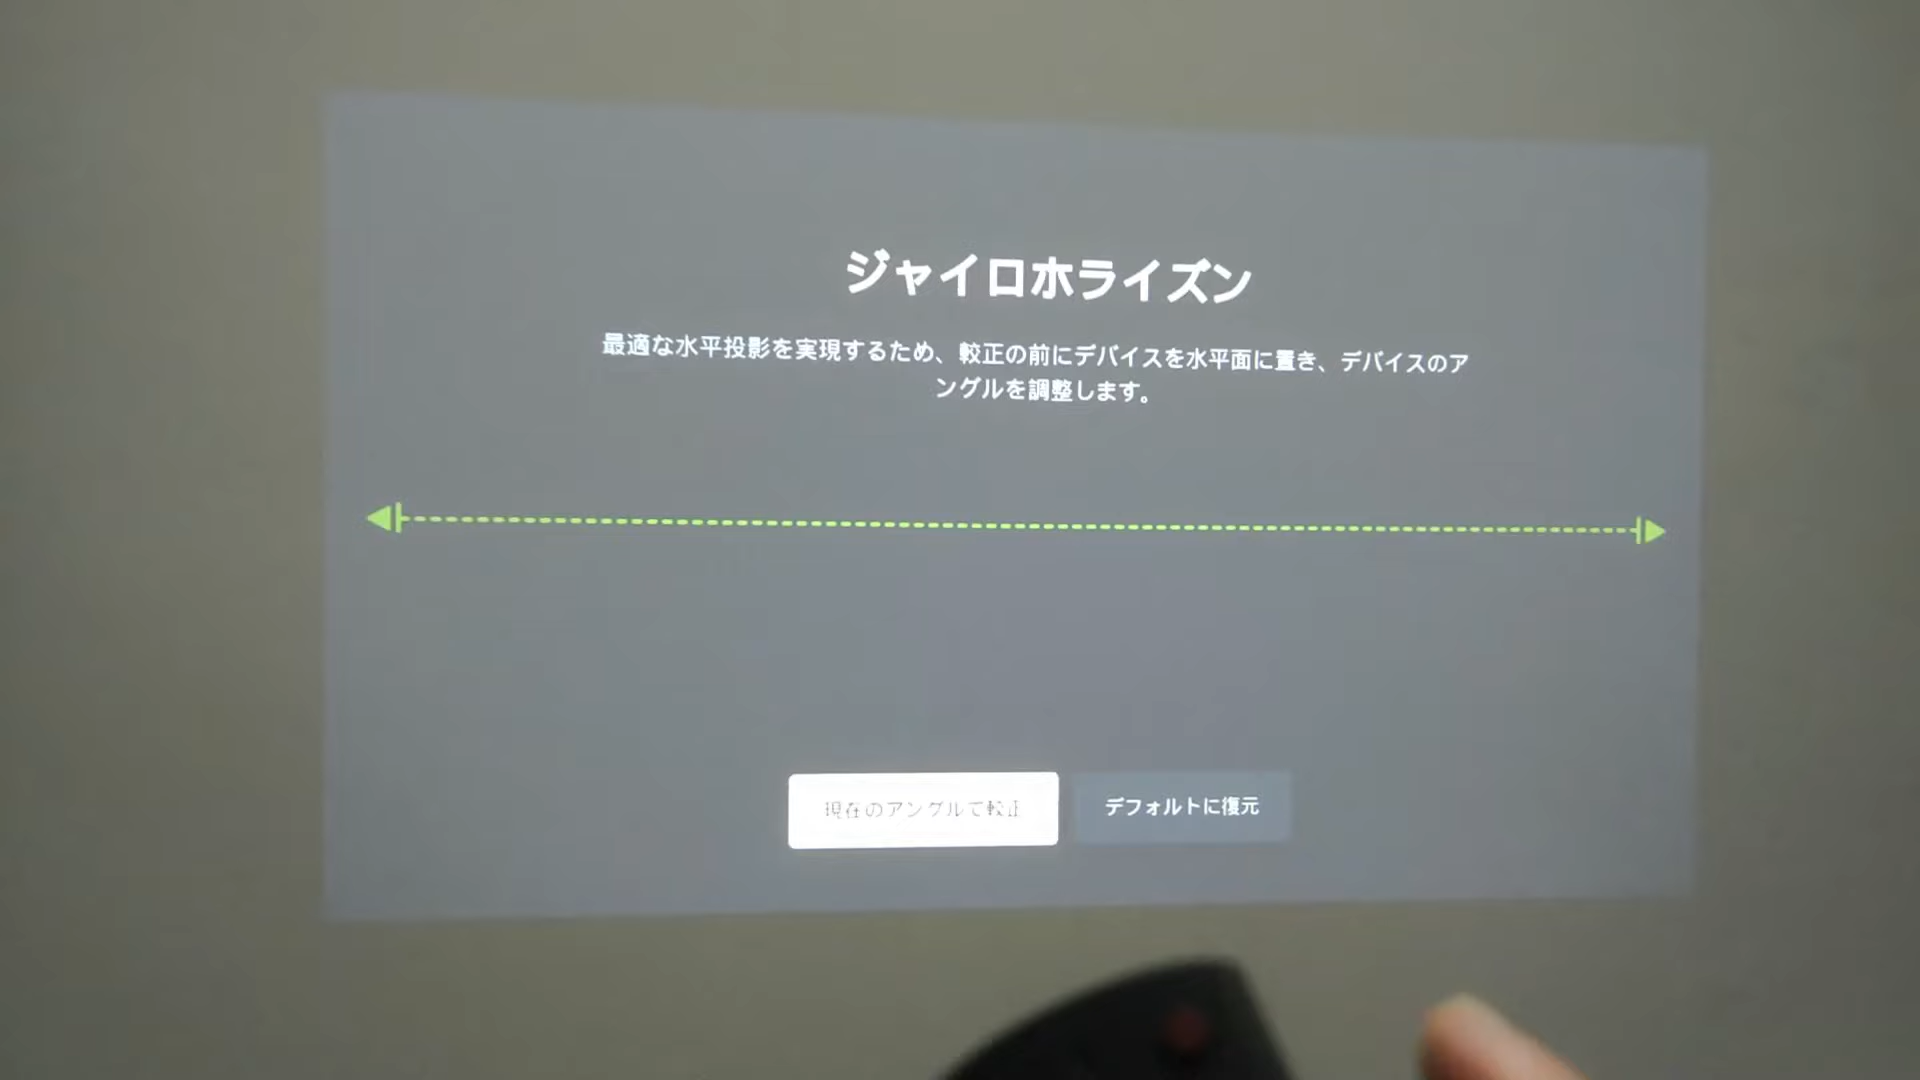 ジャイロホライズン
最適な水平投影を実現するため、較正の前にデバイスを水平面に置き、デバイスのア
ングルを調整します。
現在のアングルで較正
デフォルトに復元